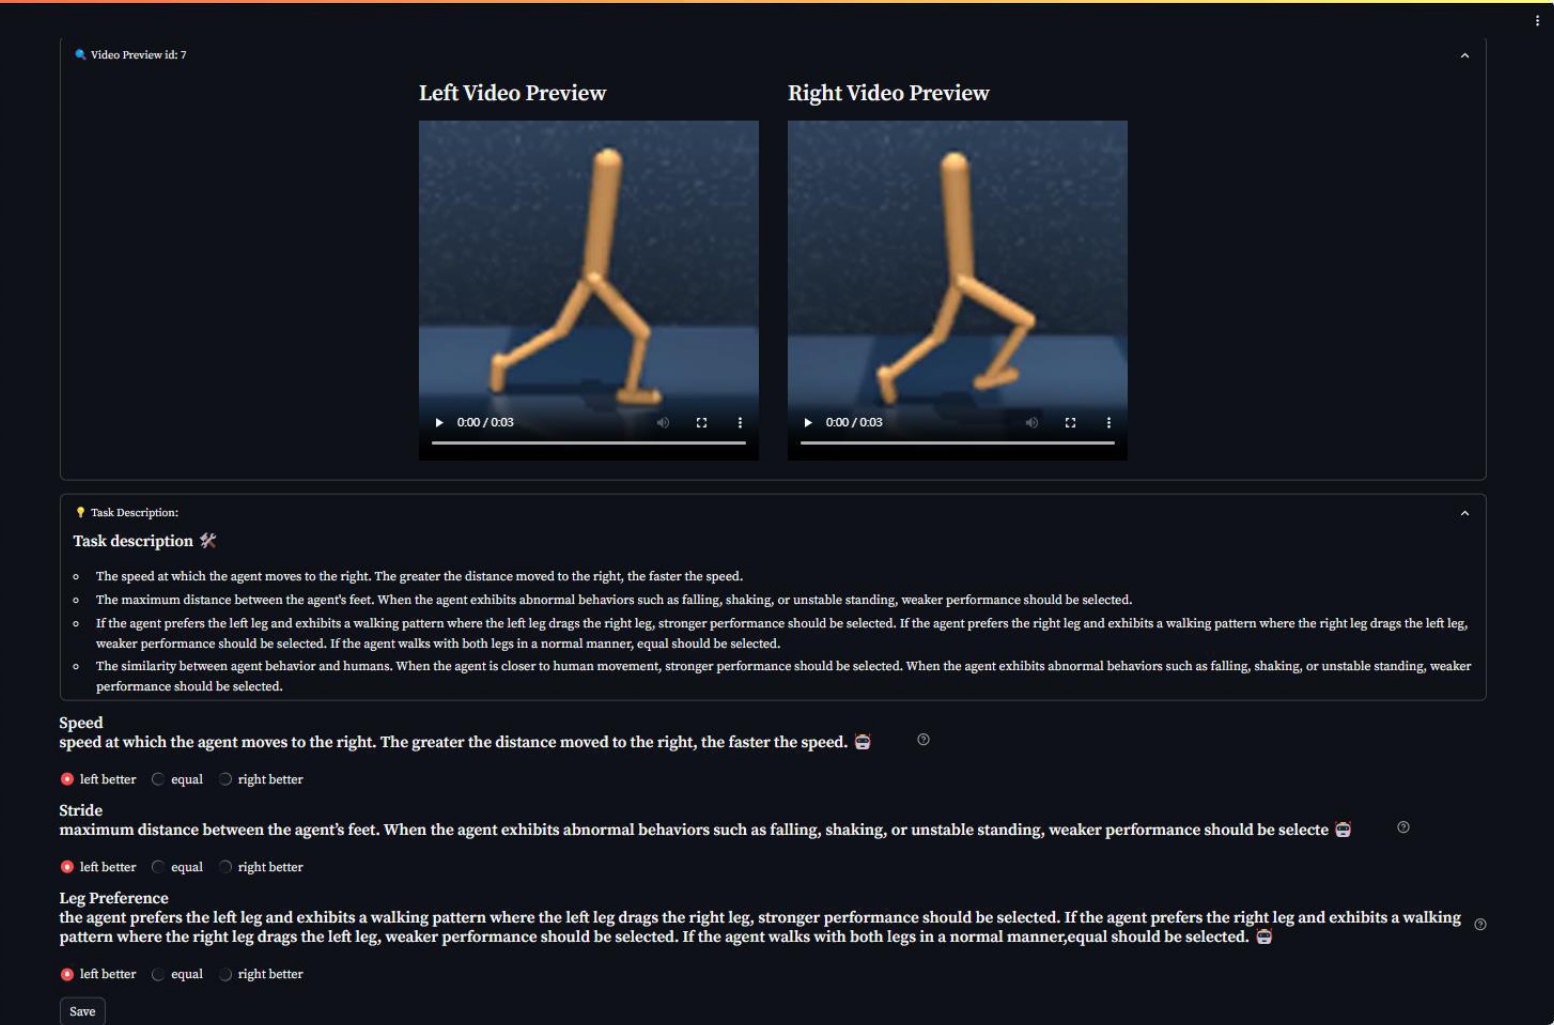 Video Preview id: 7
Left Video Preview
Right Video Preview
0:00 / 0:03
0:00 / 0:03
Task Description:
Task description
The speed at which the agent moves to the right. The greater the distance moved to the right, the faster the speed.
The maximum distance between the agent's feet. When the agent exhibits abnormal behaviors such as falling, shaking, or unstable standing, weaker performance should be selected.
If the agent prefers the left leg and exhibits a walking pattern where the left leg drags the right leg, stronger performance should be selected. If the agent prefers the right leg and exhibits a walking pattern where the right leg drags the left leg,
weaker performance should be selected. If the agent walks with both legs in a normal manner, equal should be selected.
The similarity between agent behavior and humans. When the agent is closer to human movement, stronger performance should be selected. When the agent exhibits abnormal behaviors such as falling, shaking, or unstable standing, weaker
performance should be selected.
Speed
speed at which the agent moves to the right. The greater the distance moved to the right, the faster the speed.
left better equal right better
Stride
maximum distance between the agent's feet. When the agent exhibits abnormal behaviors such as falling, shaking, or unstable standing, weaker performance should be selecte
left better equal right better
Leg Preference
the agent prefers the left leg and exhibits a walking pattern where the left leg drags the right leg, stronger performance should be selected. If the agent prefers the right leg and exhibits a walking
pattern where the right leg drags the left leg, weaker performance should be selected. If the agent walks with both legs in a normal manner,equal should be selected.
left better equal right better
Save